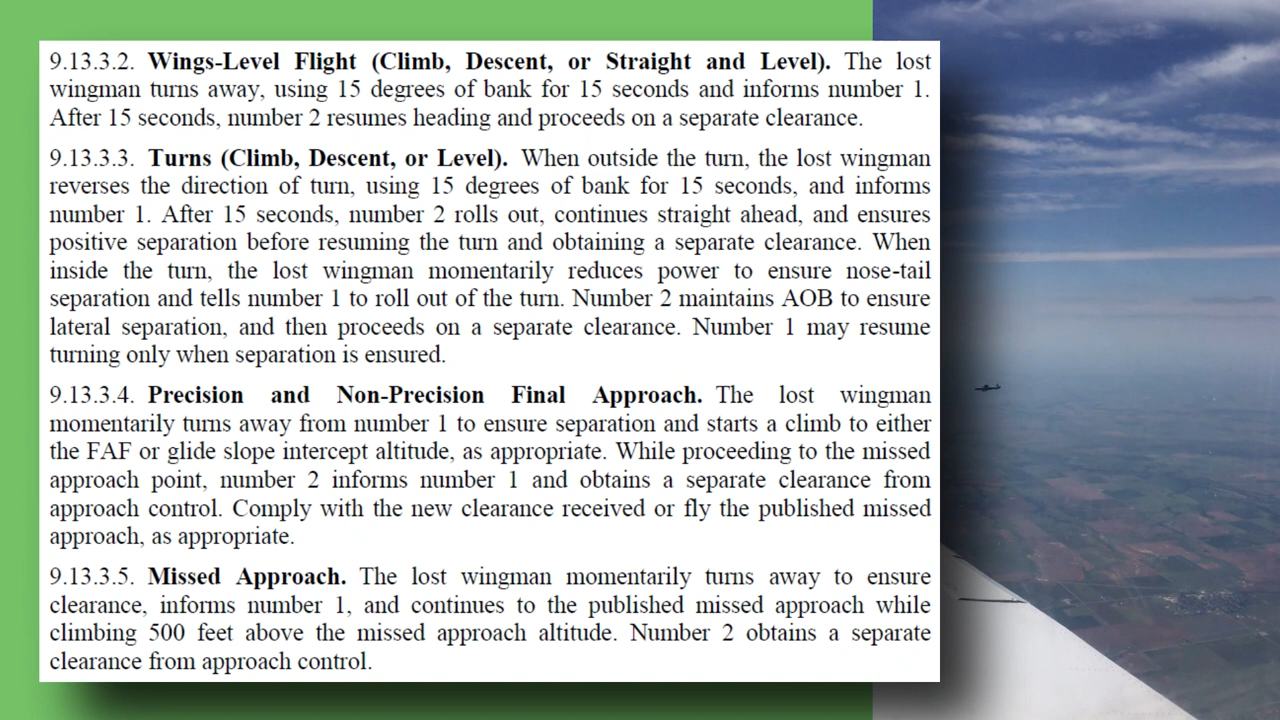 9.13.3.2. Wings-Level Flight (Climb, Descent, or Straight and Level). The lost
wingman turns away, using 15 degrees of bank for 15 seconds and informs number 1.
After 15 seconds, number 2 resumes heading and proceeds on a separate clearance.
9.13.3.3. Turns (Climb, Descent, or Level). When outside the turn, the lost wingman
reverses the direction of turn, using 15 degrees of bank for 15 seconds, and informs
number 1. After 15 seconds, number 2 rolls out, continues straight ahead, and ensures
positive separation before resuming the turn and obtaining a separate clearance. When
inside the turn, the lost wingman momentarily reduces power to ensure nose-tail
separation and tells number 1 to roll out of the turn. Number 2 maintains AOB to ensure
lateral separation, and then proceeds on a separate clearance. Number 1 may resume
turning only when separation is ensured.
9.13.3.4. Precision and Non-Precision Final Approach. The lost wingman
momentarily turns away from number 1 to ensure separation and starts a climb to either
the FAF or glide slope intercept altitude, as appropriate. While proceeding to the missed
approach point, number 2 informs number 1 and obtains a separate clearance from
approach control. Comply with the new clearance received or fly the published missed
approach, as appropriate.
9.13.3.5. Missed Approach. The lost wingman momentarily turns away to ensure
clearance, informs number 1, and continues to the published missed approach while
climbing 500 feet above the missed approach altitude. Number 2 obtains a separate
clearance from approach control.